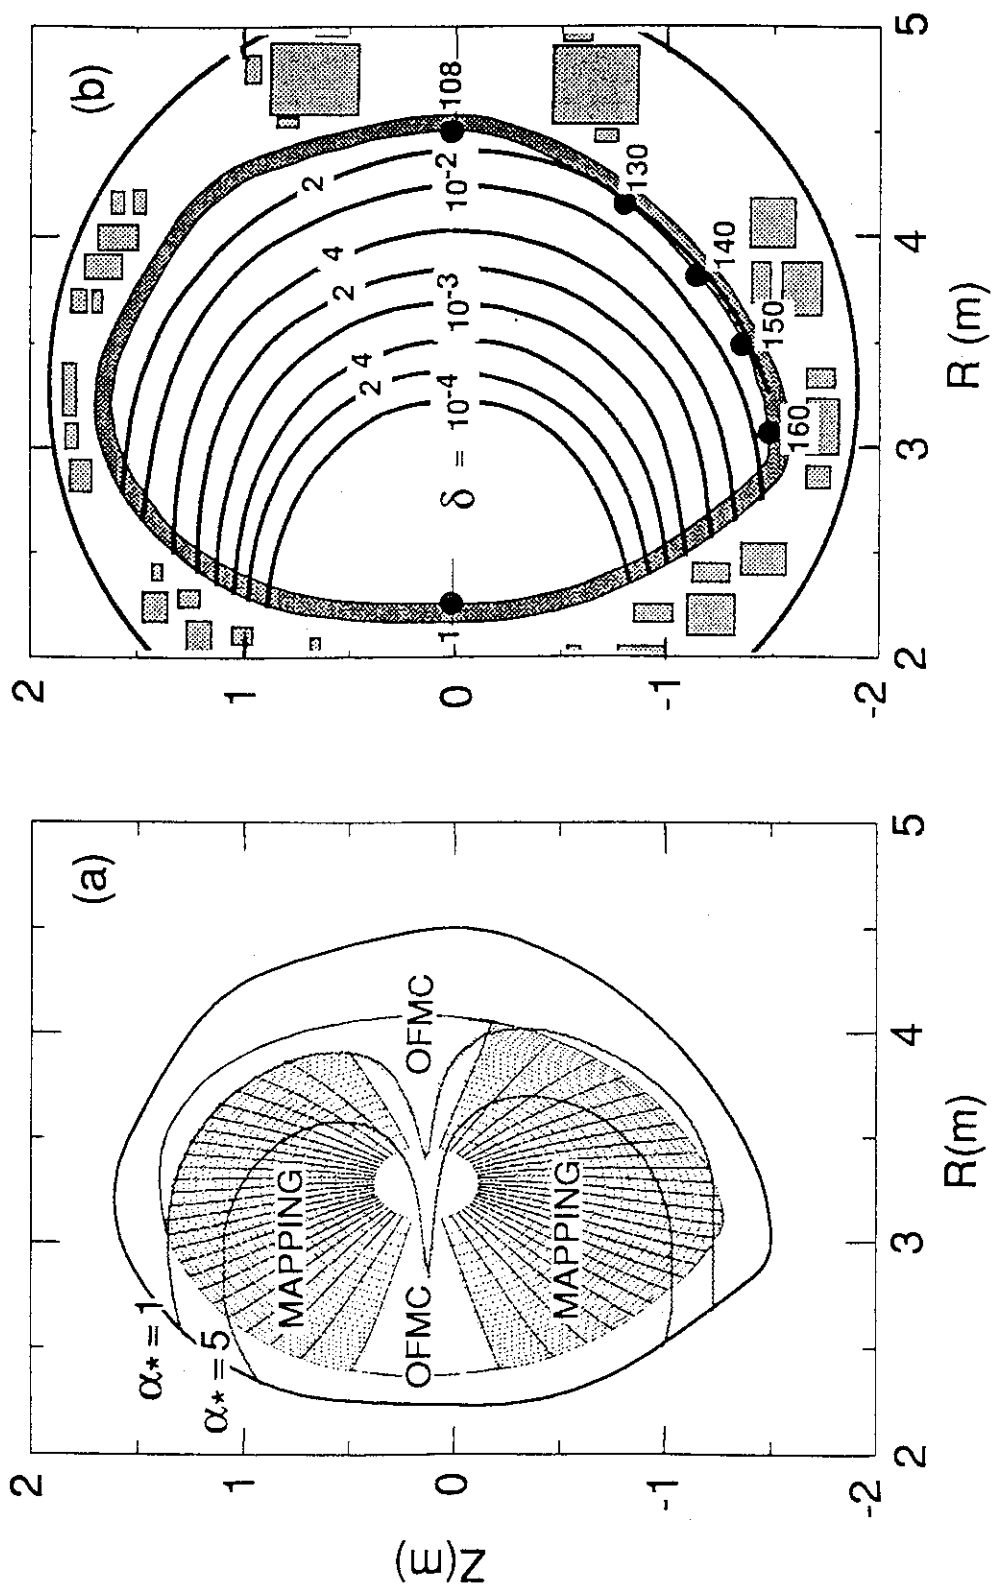 (a)
Z(m)
2
1
0
-1
-2
α* = 1
α* = 5
MAPPING
OFMC
OFMC
MAPPING
2
3
4
5
R(m)
(b)
2
1
0
-1
-2
1
δ =
10-4
2
4
10-3
2
4
10-2
2
108
130
140
150
160
2
3
4
5
R (m)